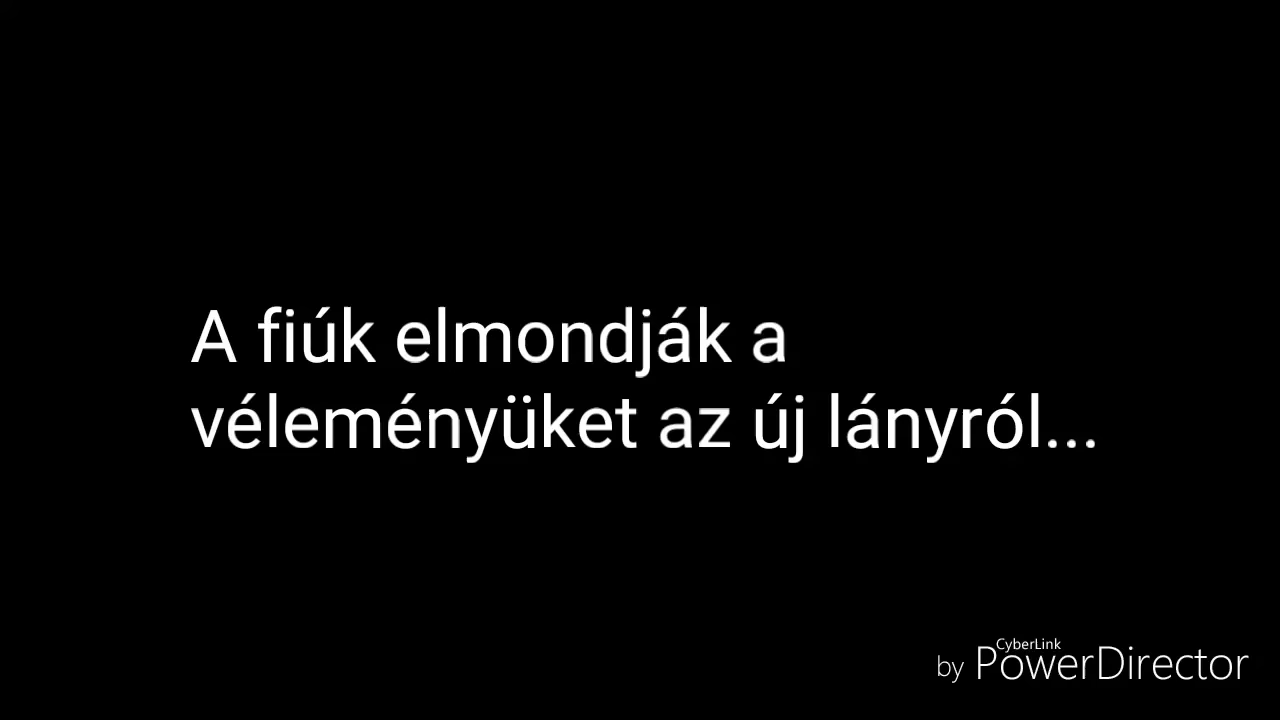 A fiúk elmondják a
véleményüket az új lányról...
CyberLink
by PowerDirector